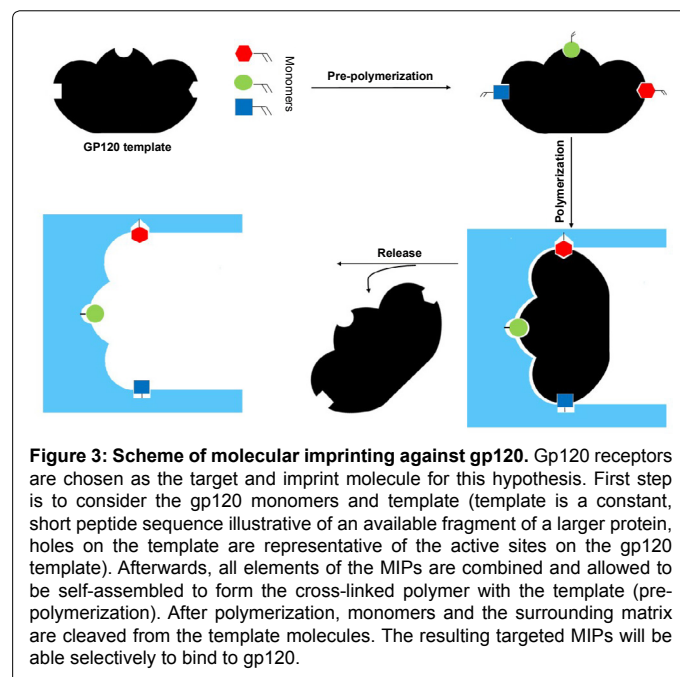 Monomers
Pre-polymerization
GP120 template
Polymerization
Release
Figure 3: Scheme of molecular imprinting against gp120. Gp120 receptors
are chosen as the target and imprint molecule for this hypothesis. First step
is to consider the gp120 monomers and template (template is a constant,
short peptide sequence illustrative of an available fragment of a larger protein,
holes on the template are representative of the active sites on the gp120
template). Afterwards, all elements of the MIPs are combined and allowed to
be self-assembled to form the cross-linked polymer with the template (pre-
polymerization). After polymerization, monomers and the surrounding matrix
are cleaved from the template molecules. The resulting targeted MIPs will be
able selectively to bind to gp120.